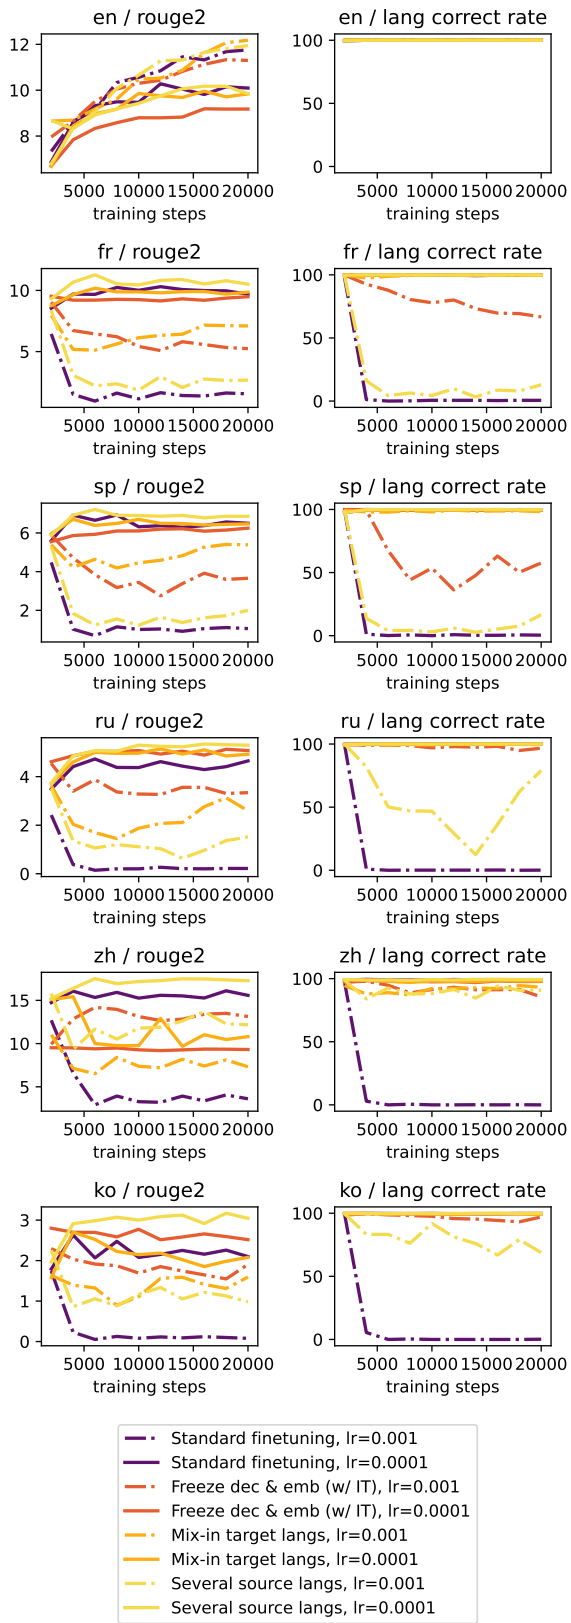 en / rouge2
en / lang correct rate
12
10
8
100
50
0
5000 10000 15000 20000
5000 10000 15000 20000
training steps
training steps
fr / rouge2
fr / lang correct rate
10
5
100
50
0
5000 10000 15000 20000
5000 10000 15000 20000
training steps
training steps
sp / rouge2
sp / lang correct rate
6
4
2
100
50
0
5000 10000 15000 20000
5000 10000 15000 20000
training steps
training steps
ru / rouge2
ru / lang correct rate
4
2
0
100
50
0
5000 10000 15000 20000
5000 10000 15000 20000
training steps
training steps
zh / rouge2
zh / lang correct rate
15
10
5
100
50
0
5000 10000 15000 20000
5000 10000 15000 20000
training steps
training steps
ko / rouge2
ko / lang correct rate
3
2
1
0
100
50
0
5000 10000 15000 20000
5000 10000 15000 20000
training steps
training steps
Standard finetuning, lr=0.001
Standard finetuning, lr=0.0001
Freeze dec & emb (w/ IT), lr=0.001
Freeze dec & emb (w/ IT), lr=0.0001
Mix-in target langs, lr=0.001
Mix-in target langs, lr=0.0001
Several source langs, lr=0.001
Several source langs, lr=0.0001